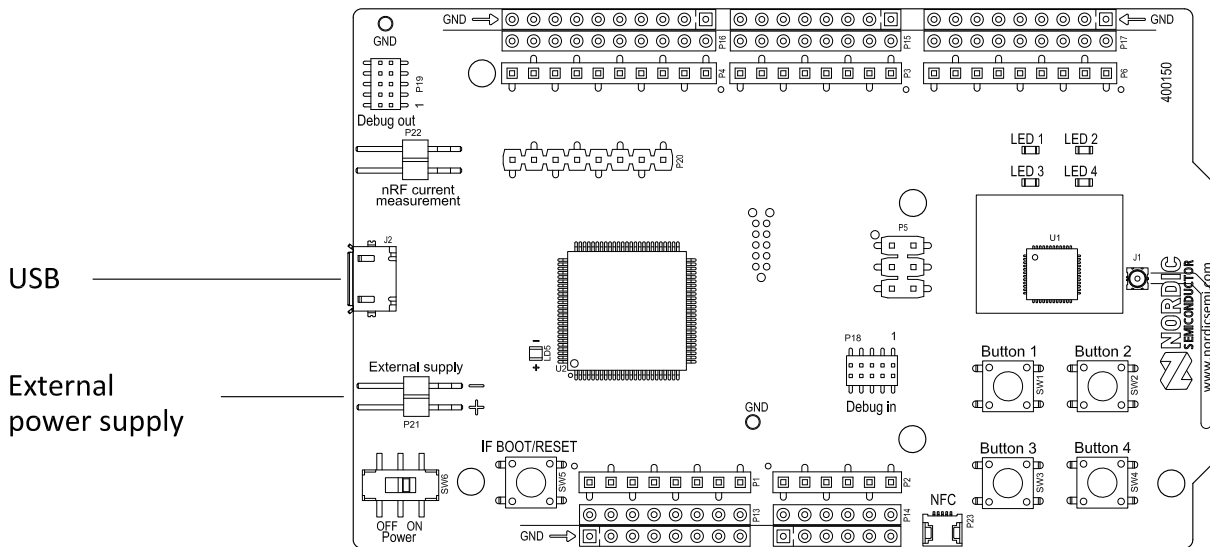 GND
GND
GND
P16
P15
P17
P19
1
Debug out
P4
P3
P6
400150
P22
nRF current
measurement
P20
LED 1
LED 2
LED 3
LED 4
P5
U1
J1
J2
USB
NORDIC
SEMICONDUCTOR
www.nordicsemi.com
External supply
−
+
P21
−
LD5
+
U2
P18
1
Debug in
Button 1
Button 2
SW1
SW2
External
power supply
GND
IF BOOT/RESET
SW5
SW6
OFF
ON
Power
P1
P2
Button 3
Button 4
SW3
SW4
P13
P14
GND
NFC
P23